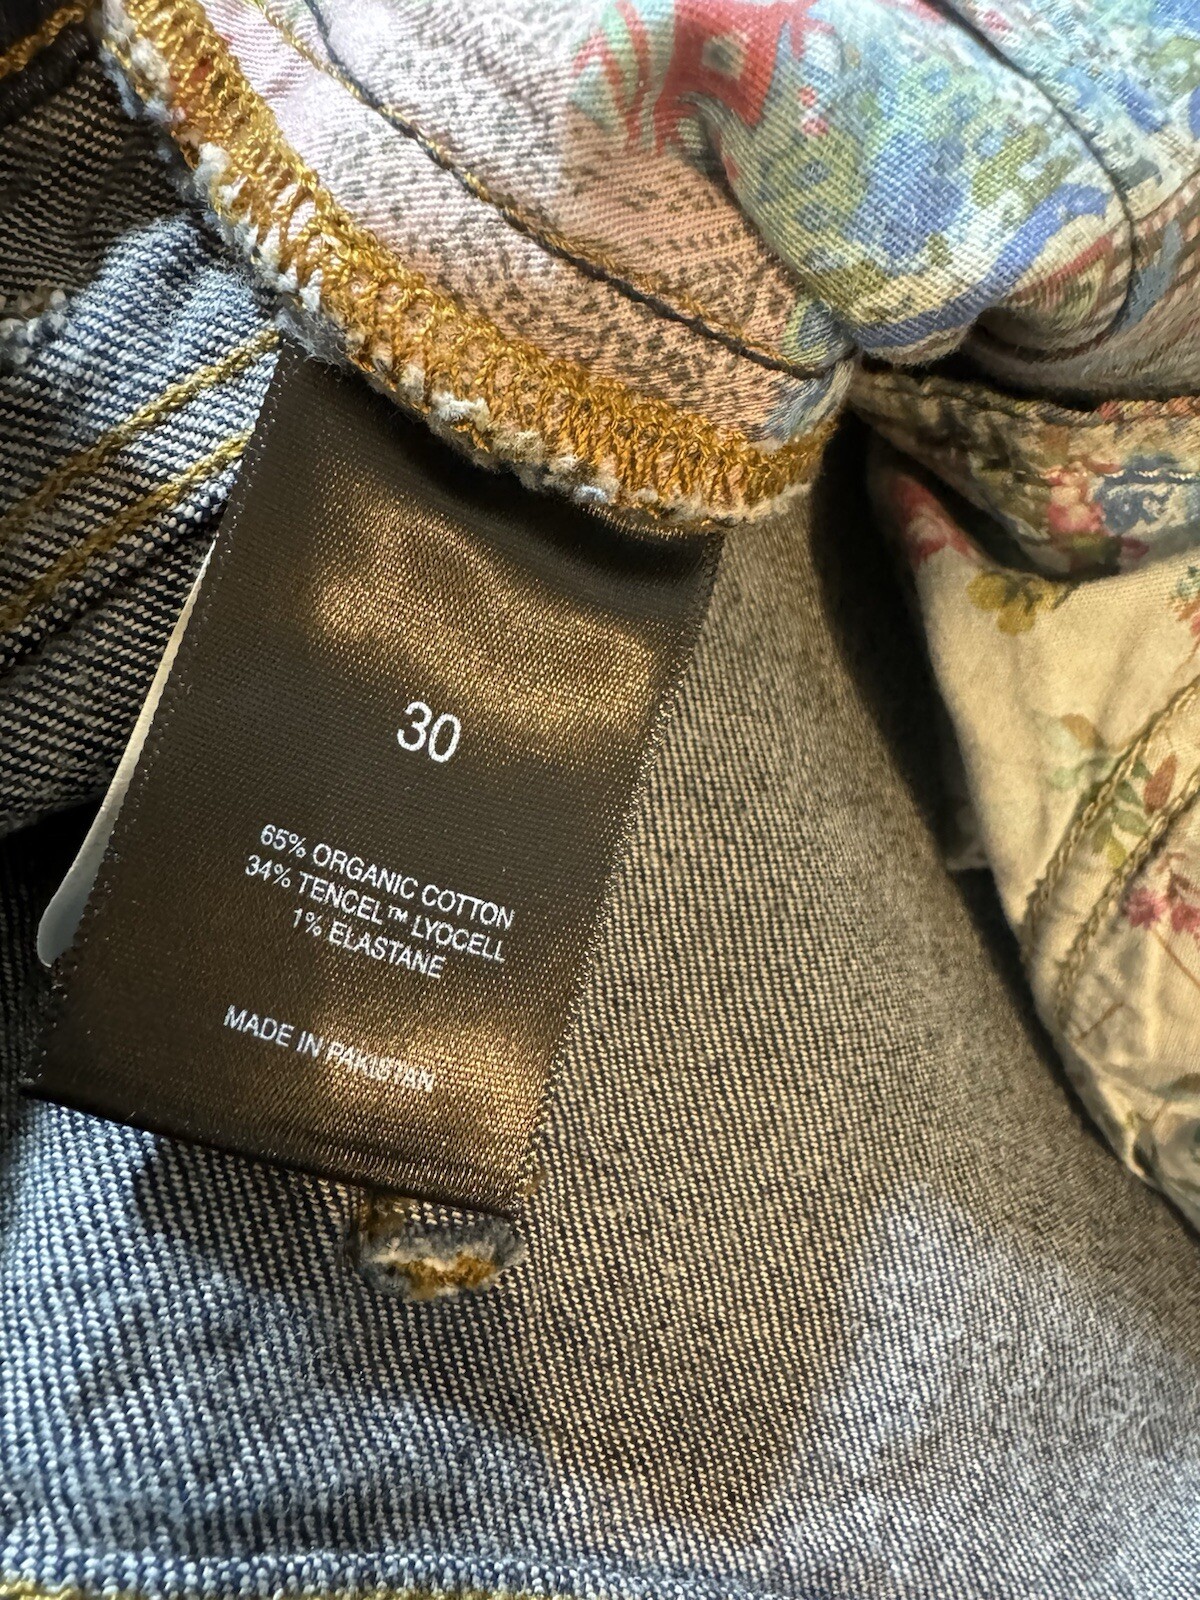 30
65% ORGANIC COTTON
34% TENCEL™ LYOCELL
1% ELASTANE
MADE IN PAKISTAN